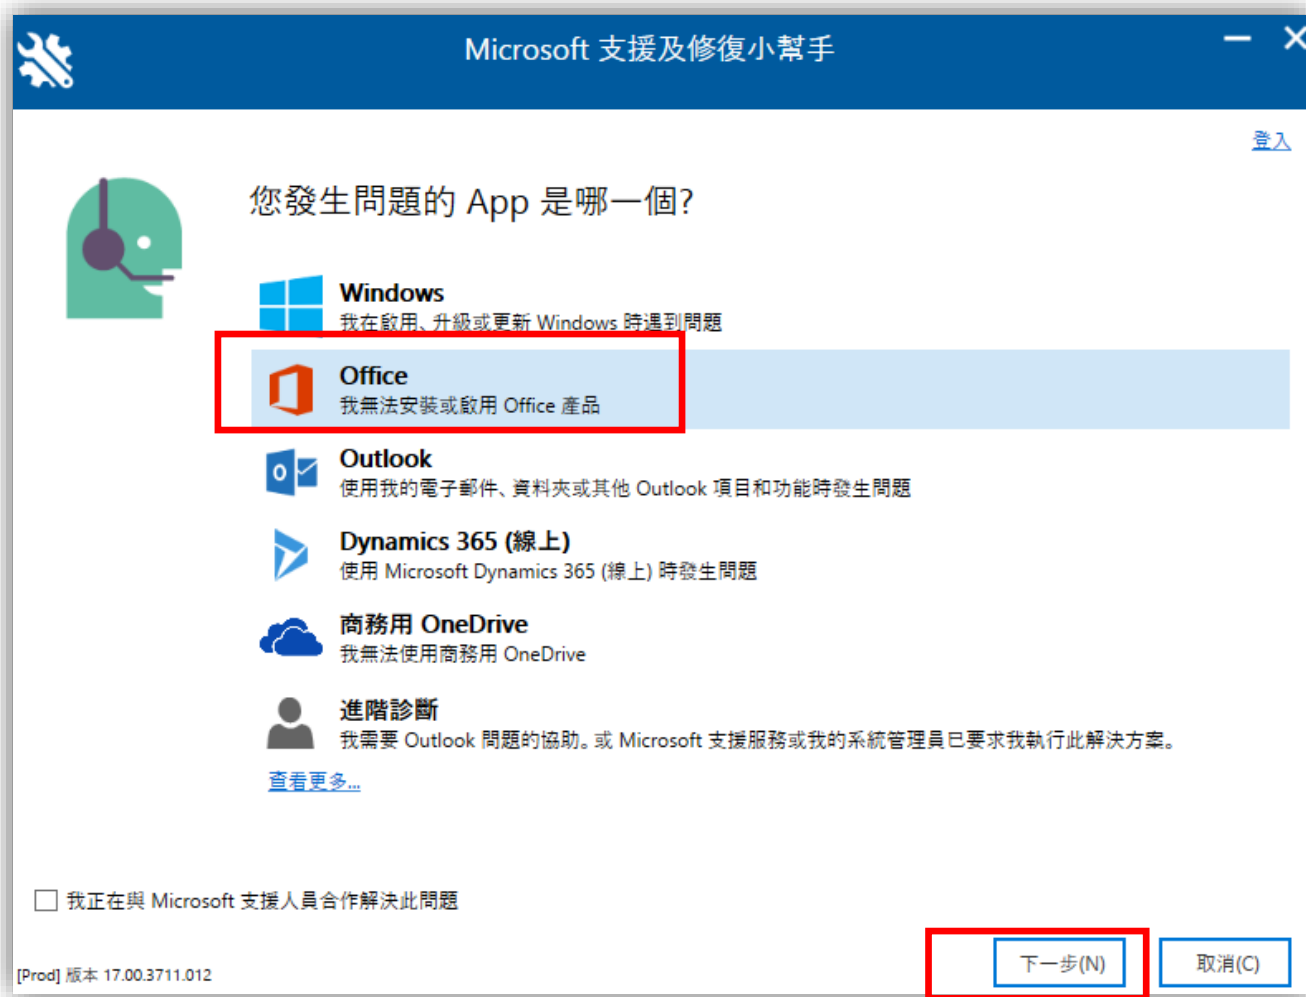 Microsoft 支援及修復小幫手
登入
您發生問題的 App 是哪一個?
Windows
我在啟用、升級或更新 Windows 時遇到問題
Office
我無法安裝或啟用 Office 產品
Outlook
使用我的電子郵件、資料夾或其他 Outlook 項目和功能時發生問題
Dynamics 365 (線上)
使用 Microsoft Dynamics 365 (線上) 時發生問題
商務用 OneDrive
我無法使用商務用 OneDrive
進階診斷
我需要 Outlook 問題的協助。或 Microsoft 支援服務或我的系統管理員已要求我執行此解決方案。
查看更多...
我正在與 Microsoft 支援人員合作解決此問題
[Prod] 版本 17.00.3711.012
下一步(N)
取消(C)